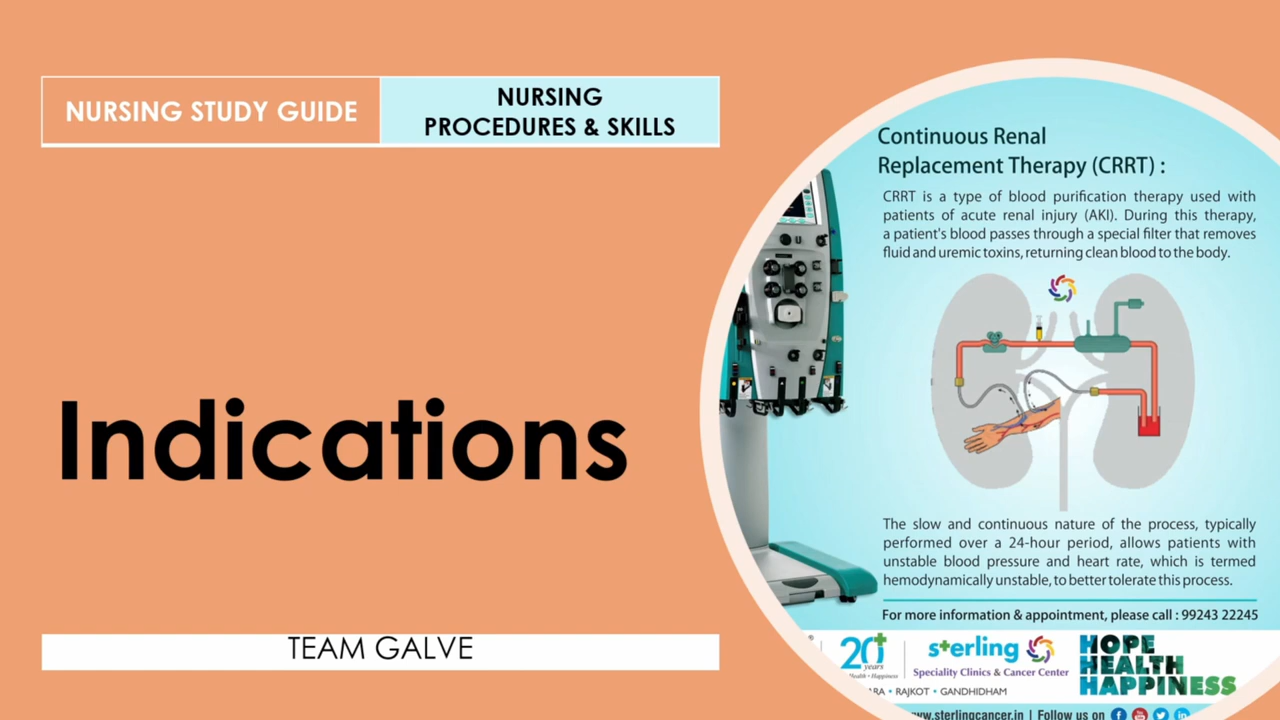 NURSING STUDY GUIDE
NURSING
PROCEDURES & SKILLS
Indications
TEAM GALVE
Continuous Renal
Replacement Therapy (CRRT) :
CRRT is a type of blood purification therapy used with
patients of acute renal injury (AKI). During this therapy,
a patient's blood passes through a special filter that removes
fluid and uremic toxins, returning clean blood to the body.
The slow and continuous nature of the process, typically
performed over a 24-hour period, allows patients with
unstable blood pressure and heart rate, which is termed
hemodynamically unstable, to better tolerate this process.
For more information & appointment, please call : 99243 22245
20 years
Health • Happiness
sterling
Speciality Clinics & Cancer Center
HOPE
HEALTH
HAPPINESS
ARA • RAJKOT • GANDHIDHAM
www.sterlingcancer.in | Follow us on